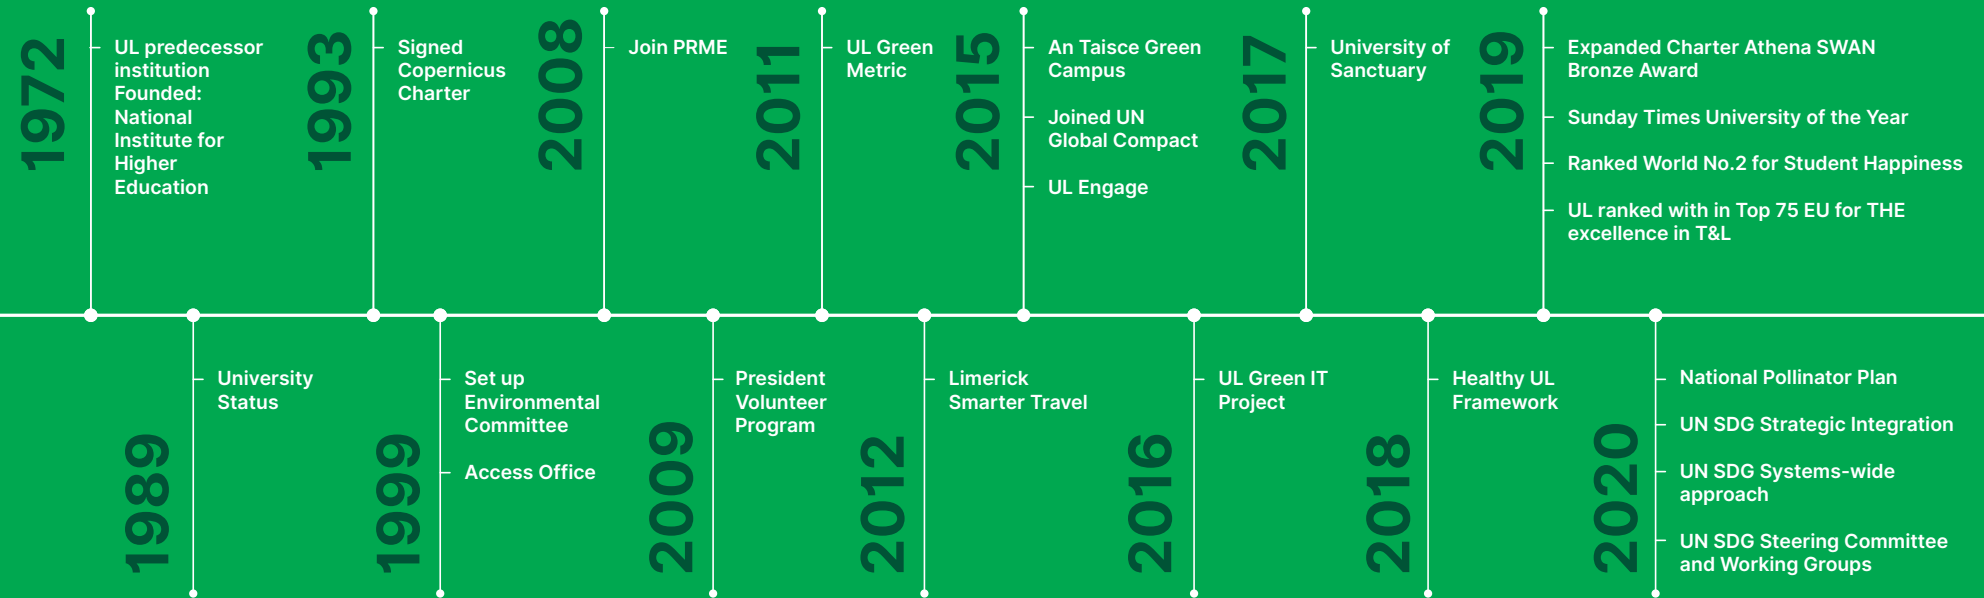 1972
UL predecessor
institution
Founded:
National
Institute for
Higher
Education
1993
Signed
Copernicus
Charter
2008
Join PRME
2011
UL Green
Metric
2015
An Taisce Green
Campus
Joined UN
Global Compact
UL Engage
2017
University of
Sanctuary
2019
Expanded Charter Athena SWAN
Bronze Award
Sunday Times University of the Year
Ranked World No.2 for Student Happiness
UL ranked with in Top 75 EU for THE
excellence in T&L
1989
University
Status
1999
Set up
Environmental
Committee
Access Office
2009
President
Volunteer
Program
2012
Limerick
Smarter Travel
2016
UL Green IT
Project
2018
Healthy UL
Framework
2020
National Pollinator Plan
UN SDG Strategic Integration
UN SDG Systems-wide
approach
UN SDG Steering Committee
and Working Groups